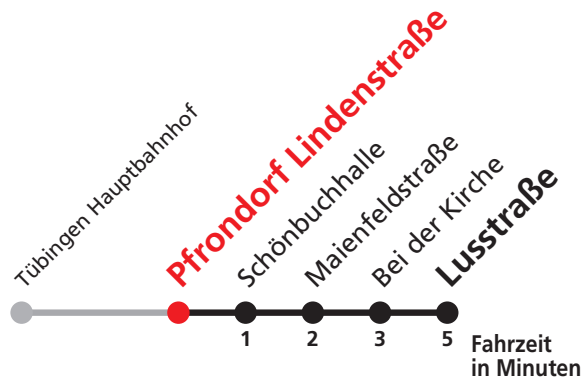 Tübingen Hauptbahnhof
Pfrondorf Lindenstraße
Schönbuchhalle
Maienfeldstraße
Bei der Kirche
Lusstraße
1
2
3
5
Fahrzeit
in Minuten